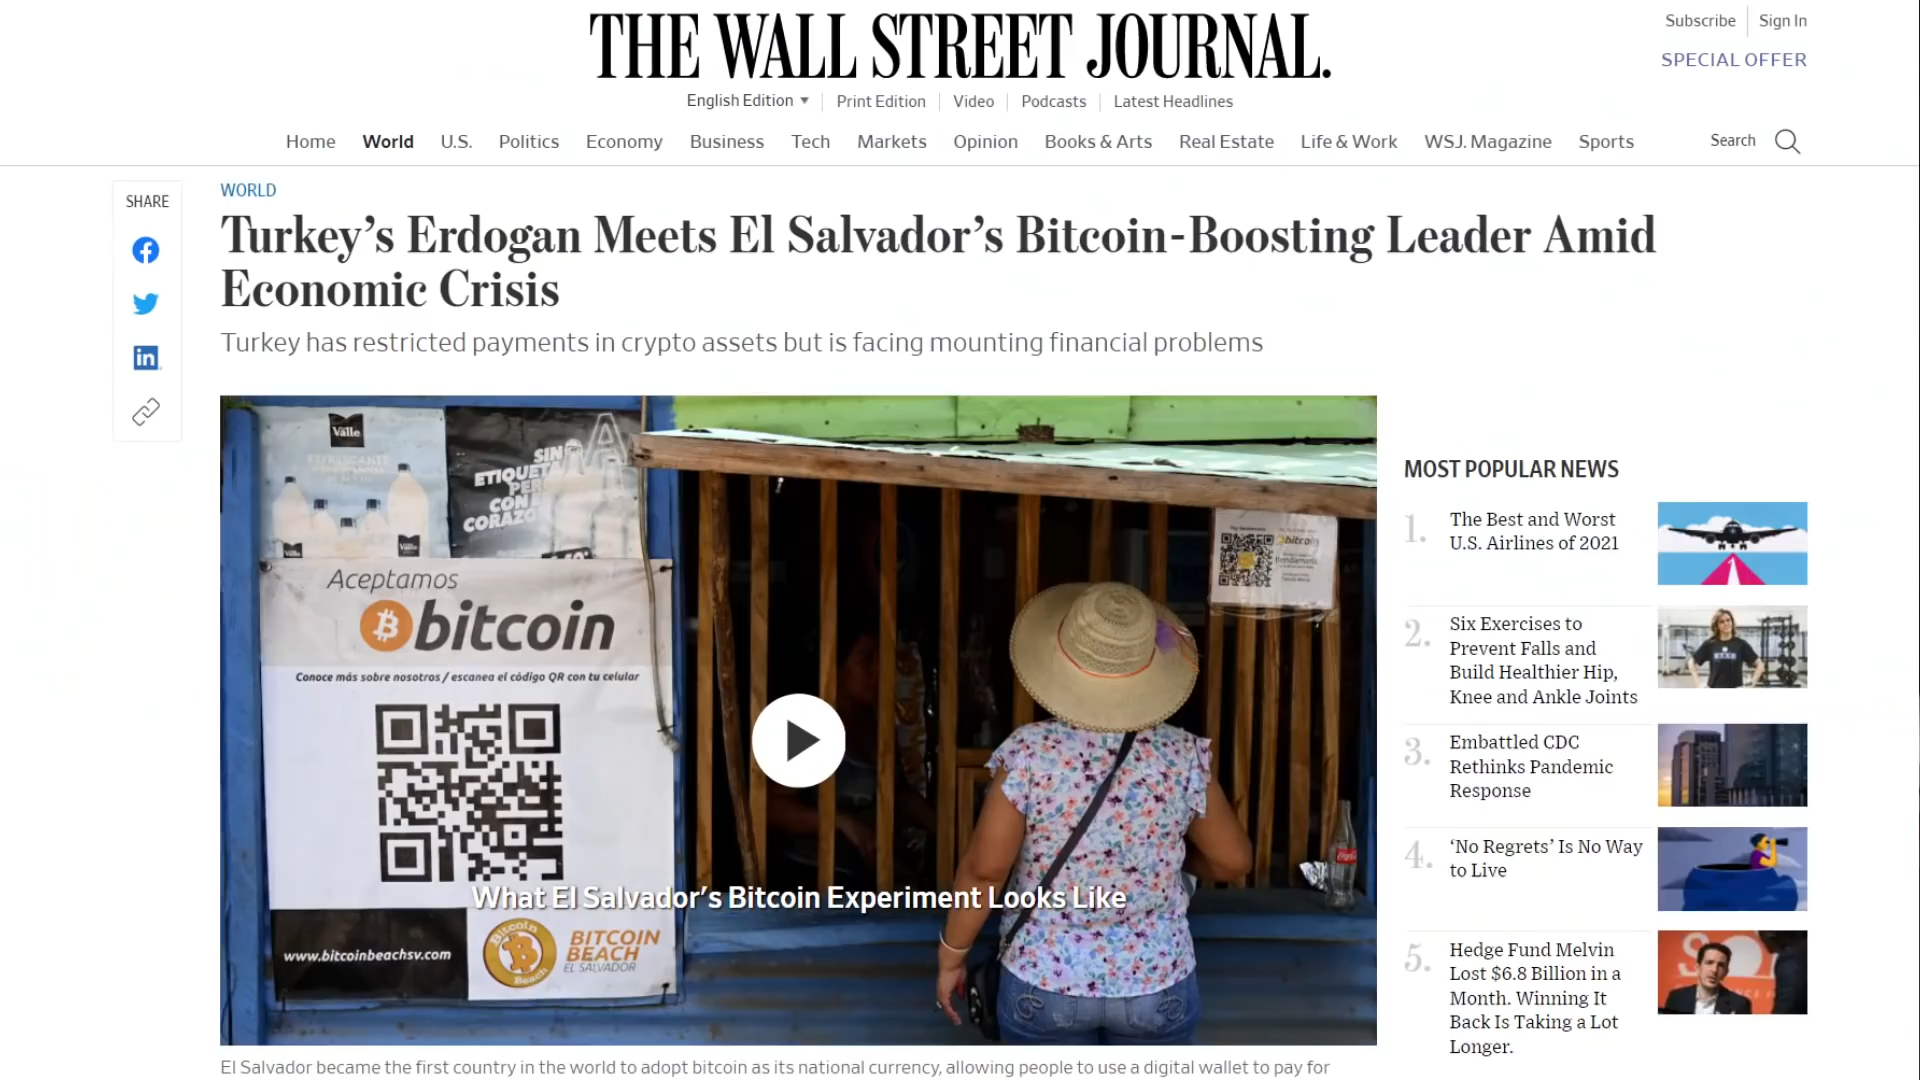 THE WALL STREET JOURNAL.
Subscribe
Sign In
SPECIAL OFFER
English Edition
Print Edition
Video
Podcasts
Latest Headlines
Home
World
U.S.
Politics
Economy
Business
Tech
Markets
Opinion
Books & Arts
Real Estate
Life & Work
WSJ. Magazine
Sports
Search
SHARE
WORLD
Turkey’s Erdogan Meets El Salvador’s Bitcoin-Boosting Leader Amid
Economic Crisis
Turkey has restricted payments in crypto assets but is facing mounting financial problems
Valle
SIN
ETIQUETA
PERO
CON
CORAZO
Valle
Valle
Aceptamos
bitcoin
Conoce más sobre nosotros / escanea el código QR con tu celular
bitcoin
What El Salvador’s Bitcoin Experiment Looks Like
www.bitcoinbeachsv.com
Bitcoin
Beach
BITCOIN
BEACH
EL SALVADOR
El Salvador became the first country in the world to adopt bitcoin as its national currency, allowing people to use a digital wallet to pay for
MOST POPULAR NEWS
1.
The Best and Worst
U.S. Airlines of 2021
2.
Six Exercises to
Prevent Falls and
Build Healthier Hip,
Knee and Ankle Joints
3.
Embattled CDC
Rethinks Pandemic
Response
4.
‘No Regrets’ Is No Way
to Live
5.
Hedge Fund Melvin
Lost $6.8 Billion in a
Month. Winning It
Back Is Taking a Lot
Longer.